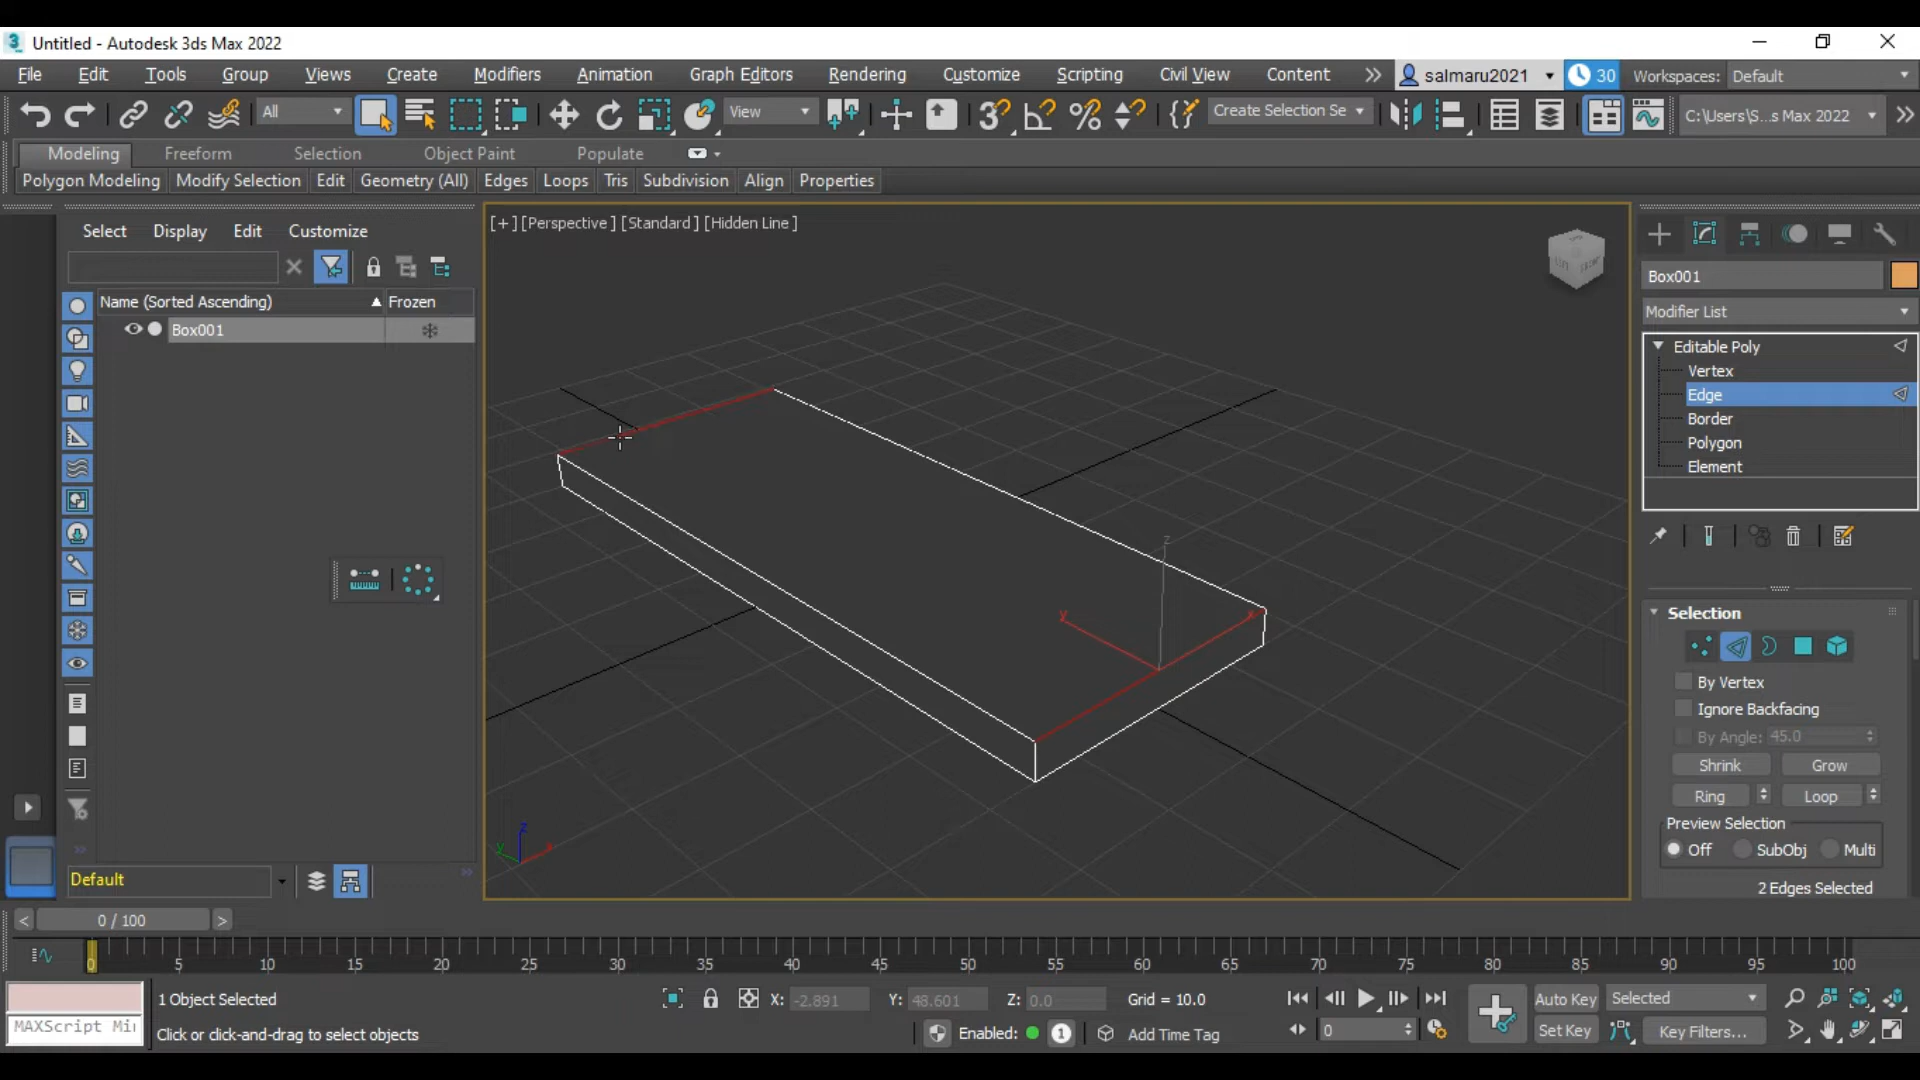 3 Untitled - Autodesk 3ds Max 2022
File Edit Tools Group Views Create Modifiers Animation Graph Editors Rendering Customize Scripting Civil View Content salmaru2021 30 Workspaces: Default
All View Create Selection Se C:\Users\S...s Max 2022
Modeling Freeform Selection Object Paint Populate
Polygon Modeling Modify Selection Edit Geometry (All) Edges Loops Tris Subdivision Align Properties
Select Display Edit Customize
[+] [Perspective ] [Standard ] [Hidden Line ]
Name (Sorted Ascending) Frozen
Box001
z
y x
z
y x
Default
Box001
Modifier List
Editable Poly
Vertex
Edge
Border
Polygon
Element
Selection
By Vertex
Ignore Backfacing
By Angle: 45.0
Shrink Grow
Ring Loop
Preview Selection
Off SubObj Multi
2 Edges Selected
< 0 / 100 >
0 5 10 15 20 25 30 35 40 45 50 55 60 65 70 75 80 85 90 95 100
1 Object Selected X: -2.891 Y: 48.601 Z: 0.0 Grid = 10.0 Auto Key Selected
MAXScript Mi Click or click-and-drag to select objects Enabled: 1 Add Time Tag 0 Set Key Key Filters...